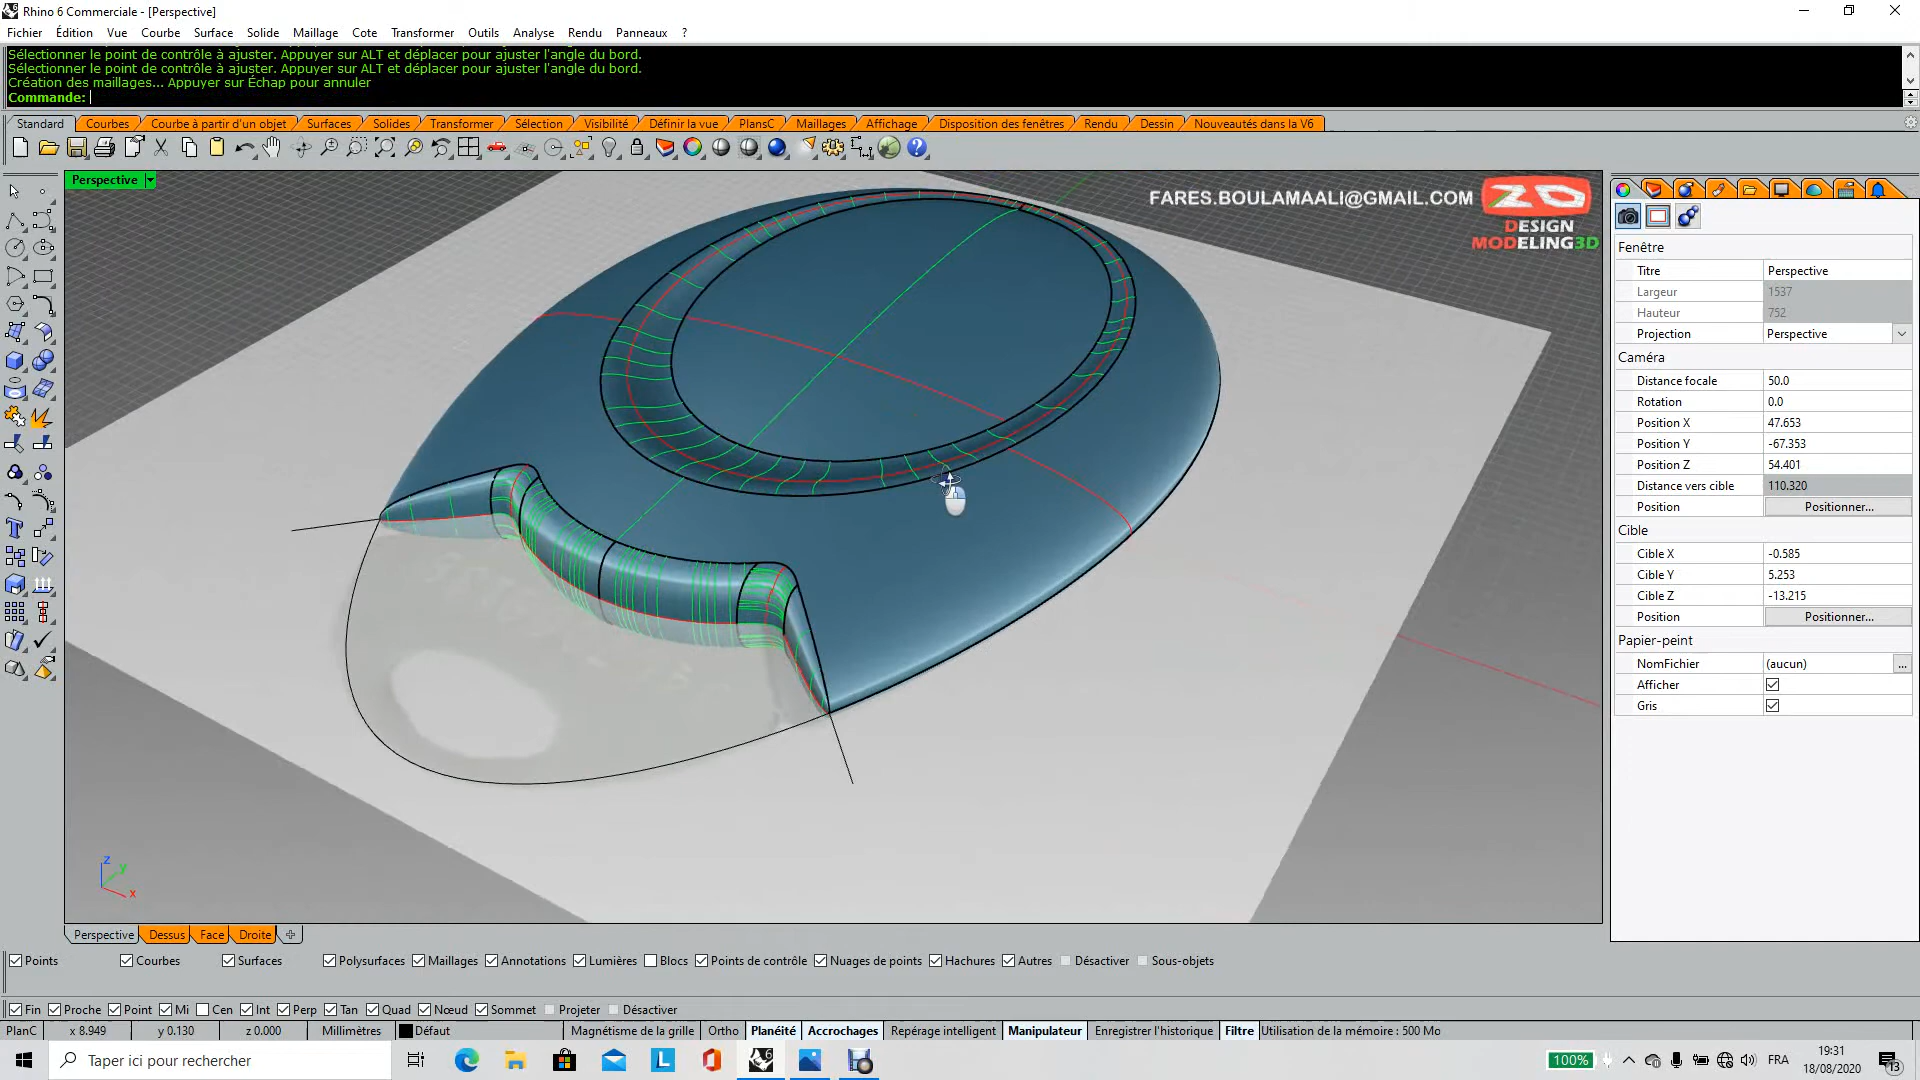 Rhino 6 Commerciale - [Perspective]
Fichier Édition Vue Courbe Surface Solide Maillage Cote Transformer Outils Analyse Rendu Panneaux ?
Sélectionner le point de contrôle à ajuster. Appuyer sur ALT et déplacer pour ajuster l'angle du bord.
Sélectionner le point de contrôle à ajuster. Appuyer sur ALT et déplacer pour ajuster l'angle du bord.
Création des maillages... Appuyer sur Échap pour annuler
Commande:
Standard Courbes Courbe à partir d'un objet Surfaces Solides Transformer Sélection Visibilité Définir la vue PlansC Maillages Affichage Disposition des fenêtres Rendu Dessin Nouveautés dans la V6
Perspective
FARES.BOULAMAALI@GMAIL.COM
ZO
DESIGN
MODELING3D
Fenêtre
Titre Perspective
Largeur 1537
Hauteur 752
Projection Perspective
Caméra
Distance focale 50.0
Rotation 0.0
Position X 47.653
Position Y -67.353
Position Z 54.401
Distance vers cible 110.320
Position Positionner...
Cible
Cible X -0.585
Cible Y 5.253
Cible Z -13.215
Position Positionner...
Papier-peint
NomFichier (aucun) ...
Afficher
Gris
z
y
x
Perspective Dessus Face Droite
Points Courbes Surfaces Polysurfaces Maillages Annotations Lumières Blocs Points de contrôle Nuages de points Hachures Autres Désactiver Sous-objets
Fin Proche Point Mi Cen Int Perp Tan Quad Nœud Sommet Projeter Désactiver
PlanC x 8.949 y 0.130 z 0.000 Millimètres Défaut Magnétisme de la grille Ortho Planéité Accrochages Repérage intelligent Manipulateur Enregistrer l'historique Filtre Utilisation de la mémoire : 500 Mo
Taper ici pour rechercher
100%
FRA
19:31
18/08/2020
13